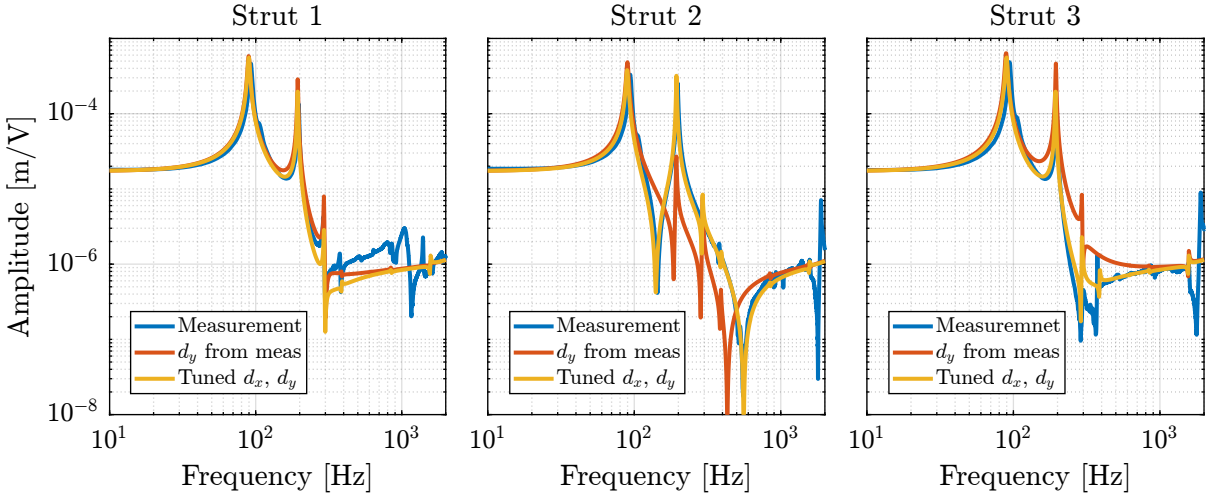 Strut 1
Strut 2
Strut 3
Amplitude [m/V]
10^-4
10^-6
10^-8
Measurement
d_y from meas
Tuned d_x, d_y
Measurement
d_y from meas
Tuned d_x, d_y
Measuremnet
d_y from meas
Tuned d_x, d_y
10^1 10^2 10^3
10^1 10^2 10^3
10^1 10^2 10^3
Frequency [Hz]
Frequency [Hz]
Frequency [Hz]